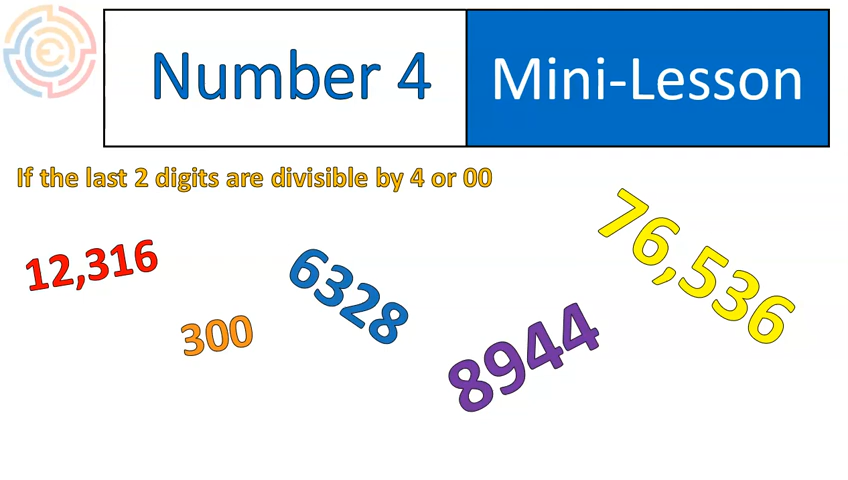 Number 4
Mini-Lesson
If the last 2 digits are divisible by 4 or 00
12,316
300
6328
8944
76,536